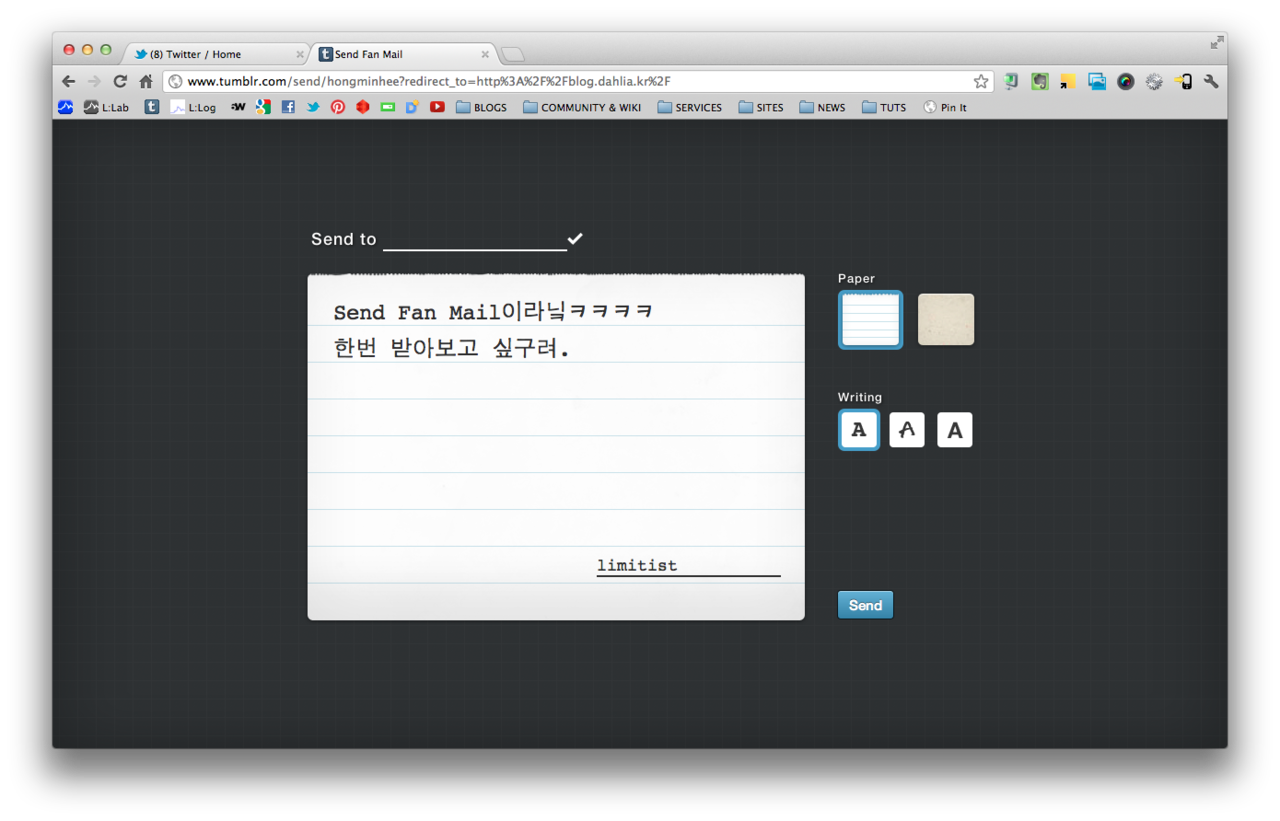 (8) Twitter / Home
Send Fan Mail
www.tumblr.com/send/hongminhee?redirect_to=http%3A%2F%2Fblog.dahlia.kr%2F
L:Lab
L:Log
:W
BLOGS
COMMUNITY & WIKI
SERVICES
SITES
NEWS
TUTS
Pin It
Send to
Send Fan Mail이라닠ㅋㅋㅋㅋ
한번 받아보고 싶구려.
limitist
Paper
Writing
A A A
Send